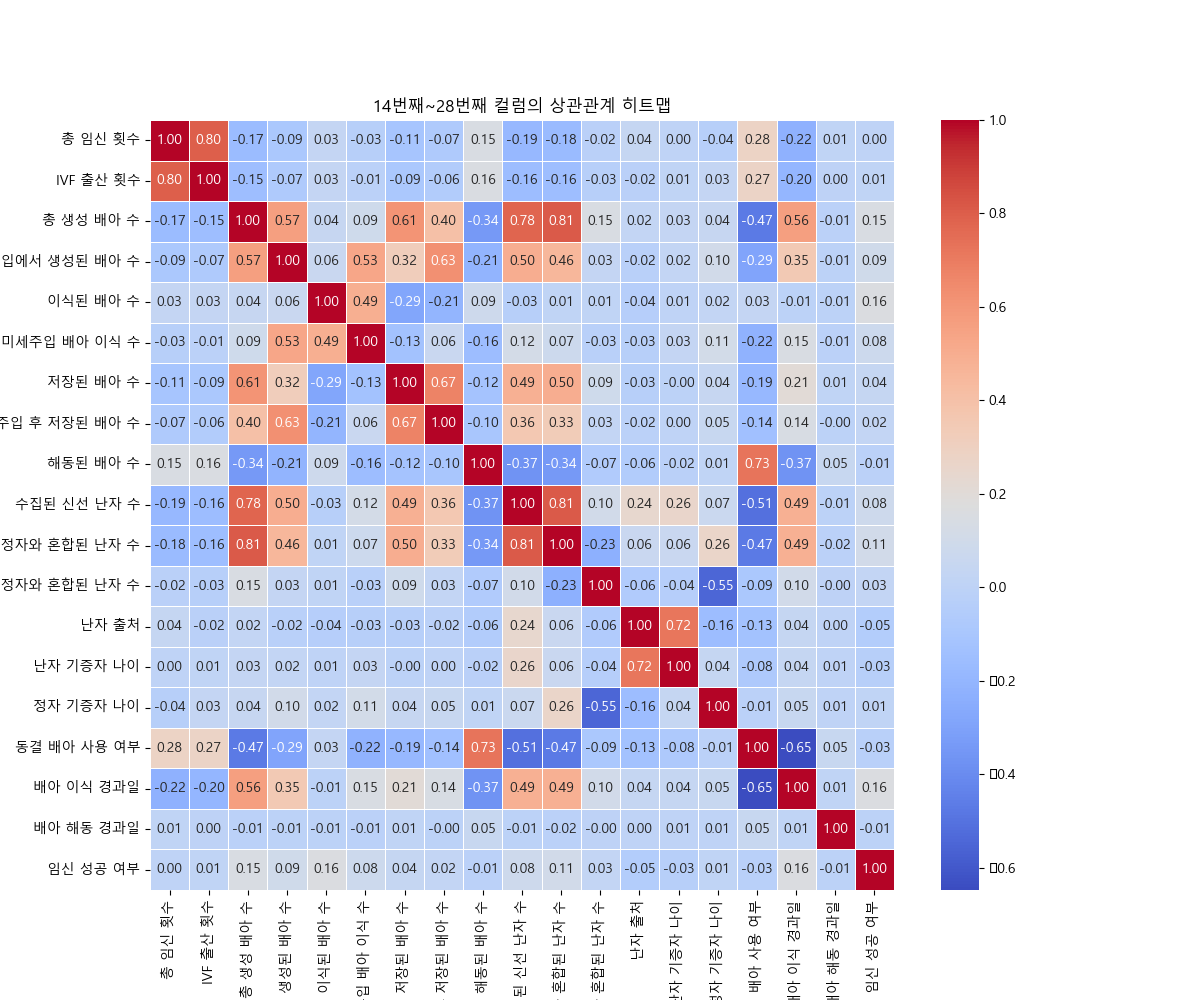 14번째~28번째 컬럼의 상관관계 히트맵
총 임신 횟수 1.00 0.80 -0.17 -0.09 0.03 -0.03 -0.11 -0.07 0.15 -0.19 -0.18 -0.02 0.04 0.00 -0.04 0.28 -0.22 0.01 0.00
IVF 출산 횟수 0.80 1.00 -0.15 -0.07 0.03 -0.01 -0.09 -0.06 0.16 -0.16 -0.16 -0.03 -0.02 0.01 0.03 0.27 -0.20 0.00 0.01
총 생성 배아 수 -0.17 -0.15 1.00 0.57 0.04 0.09 0.61 0.40 -0.34 0.78 0.81 0.15 0.02 0.03 0.04 -0.47 0.56 -0.01 0.15
입에서 생성된 배아 수 -0.09 -0.07 0.57 1.00 0.06 0.53 0.32 0.63 -0.21 0.50 0.46 0.03 -0.02 0.02 0.10 -0.29 0.35 -0.01 0.09
이식된 배아 수 0.03 0.03 0.04 0.06 1.00 0.49 -0.29 -0.21 0.09 -0.03 0.01 0.01 -0.04 0.01 0.02 0.03 -0.01 -0.01 0.16
미세주입 배아 이식 수 -0.03 -0.01 0.09 0.53 0.49 1.00 -0.13 0.06 -0.16 0.12 0.07 -0.03 -0.03 0.03 0.11 -0.22 0.15 -0.01 0.08
저장된 배아 수 -0.11 -0.09 0.61 0.32 -0.29 -0.13 1.00 0.67 -0.12 0.49 0.50 0.09 -0.03 -0.00 0.04 -0.19 0.21 0.01 0.04
주입 후 저장된 배아 수 -0.07 -0.06 0.40 0.63 -0.21 0.06 0.67 1.00 -0.10 0.36 0.33 0.03 -0.02 0.00 0.05 -0.14 0.14 -0.00 0.02
해동된 배아 수 0.15 0.16 -0.34 -0.21 0.09 -0.16 -0.12 -0.10 1.00 -0.37 -0.34 -0.07 -0.06 -0.02 0.01 0.73 -0.37 0.05 -0.01
수집된 신선 난자 수 -0.19 -0.16 0.78 0.50 -0.03 0.12 0.49 0.36 -0.37 1.00 0.81 0.10 0.24 0.26 0.07 -0.51 0.49 -0.01 0.08
정자와 혼합된 난자 수 -0.18 -0.16 0.81 0.46 0.01 0.07 0.50 0.33 -0.34 0.81 1.00 -0.23 0.06 0.06 0.26 -0.47 0.49 -0.02 0.11
정자와 혼합된 난자 수 -0.02 -0.03 0.15 0.03 0.01 -0.03 0.09 0.03 -0.07 0.10 -0.23 1.00 -0.06 -0.04 -0.55 -0.09 0.10 -0.00 0.03
난자 출처 0.04 -0.02 0.02 -0.02 -0.04 -0.03 -0.03 -0.02 -0.06 0.24 0.06 -0.06 1.00 0.72 -0.16 -0.13 0.04 0.00 -0.05
난자 기증자 나이 0.00 0.01 0.03 0.02 0.01 0.03 -0.00 0.00 -0.02 0.26 0.06 -0.04 0.72 1.00 0.04 -0.08 0.04 0.01 -0.03
정자 기증자 나이 -0.04 0.03 0.04 0.10 0.02 0.11 0.04 0.05 0.01 0.07 0.26 -0.55 -0.16 0.04 1.00 -0.01 0.05 0.01 0.01
동결 배아 사용 여부 0.28 0.27 -0.47 -0.29 0.03 -0.22 -0.19 -0.14 0.73 -0.51 -0.47 -0.09 -0.13 -0.08 -0.01 1.00 -0.65 0.05 -0.03
배아 이식 경과일 -0.22 -0.20 0.56 0.35 -0.01 0.15 0.21 0.14 -0.37 0.49 0.49 0.10 0.04 0.04 0.05 -0.65 1.00 0.01 0.16
배아 해동 경과일 0.01 0.00 -0.01 -0.01 -0.01 -0.01 0.01 -0.00 0.05 -0.01 -0.02 -0.00 0.00 0.01 0.01 0.05 0.01 1.00 -0.01
임신 성공 여부 0.00 0.01 0.15 0.09 0.16 0.08 0.04 0.02 -0.01 0.08 0.11 0.03 -0.05 -0.03 0.01 -0.03 0.16 -0.01 1.00
총 임신 횟수
IVF 출산 횟수
총 생성 배아 수
생성된 배아 수
이식된 배아 수
입 배아 이식 수
저장된 배아 수
저장된 배아 수
해동된 배아 수
된 신선 난자 수
혼합된 난자 수
혼합된 난자 수
난자 출처
기증자 나이
기증자 나이
배아 사용 여부
이식 경과일
해동 경과일
임신 성공 여부
1.0
0.8
0.6
0.4
0.2
0.0
□0.2
□0.4
□0.6